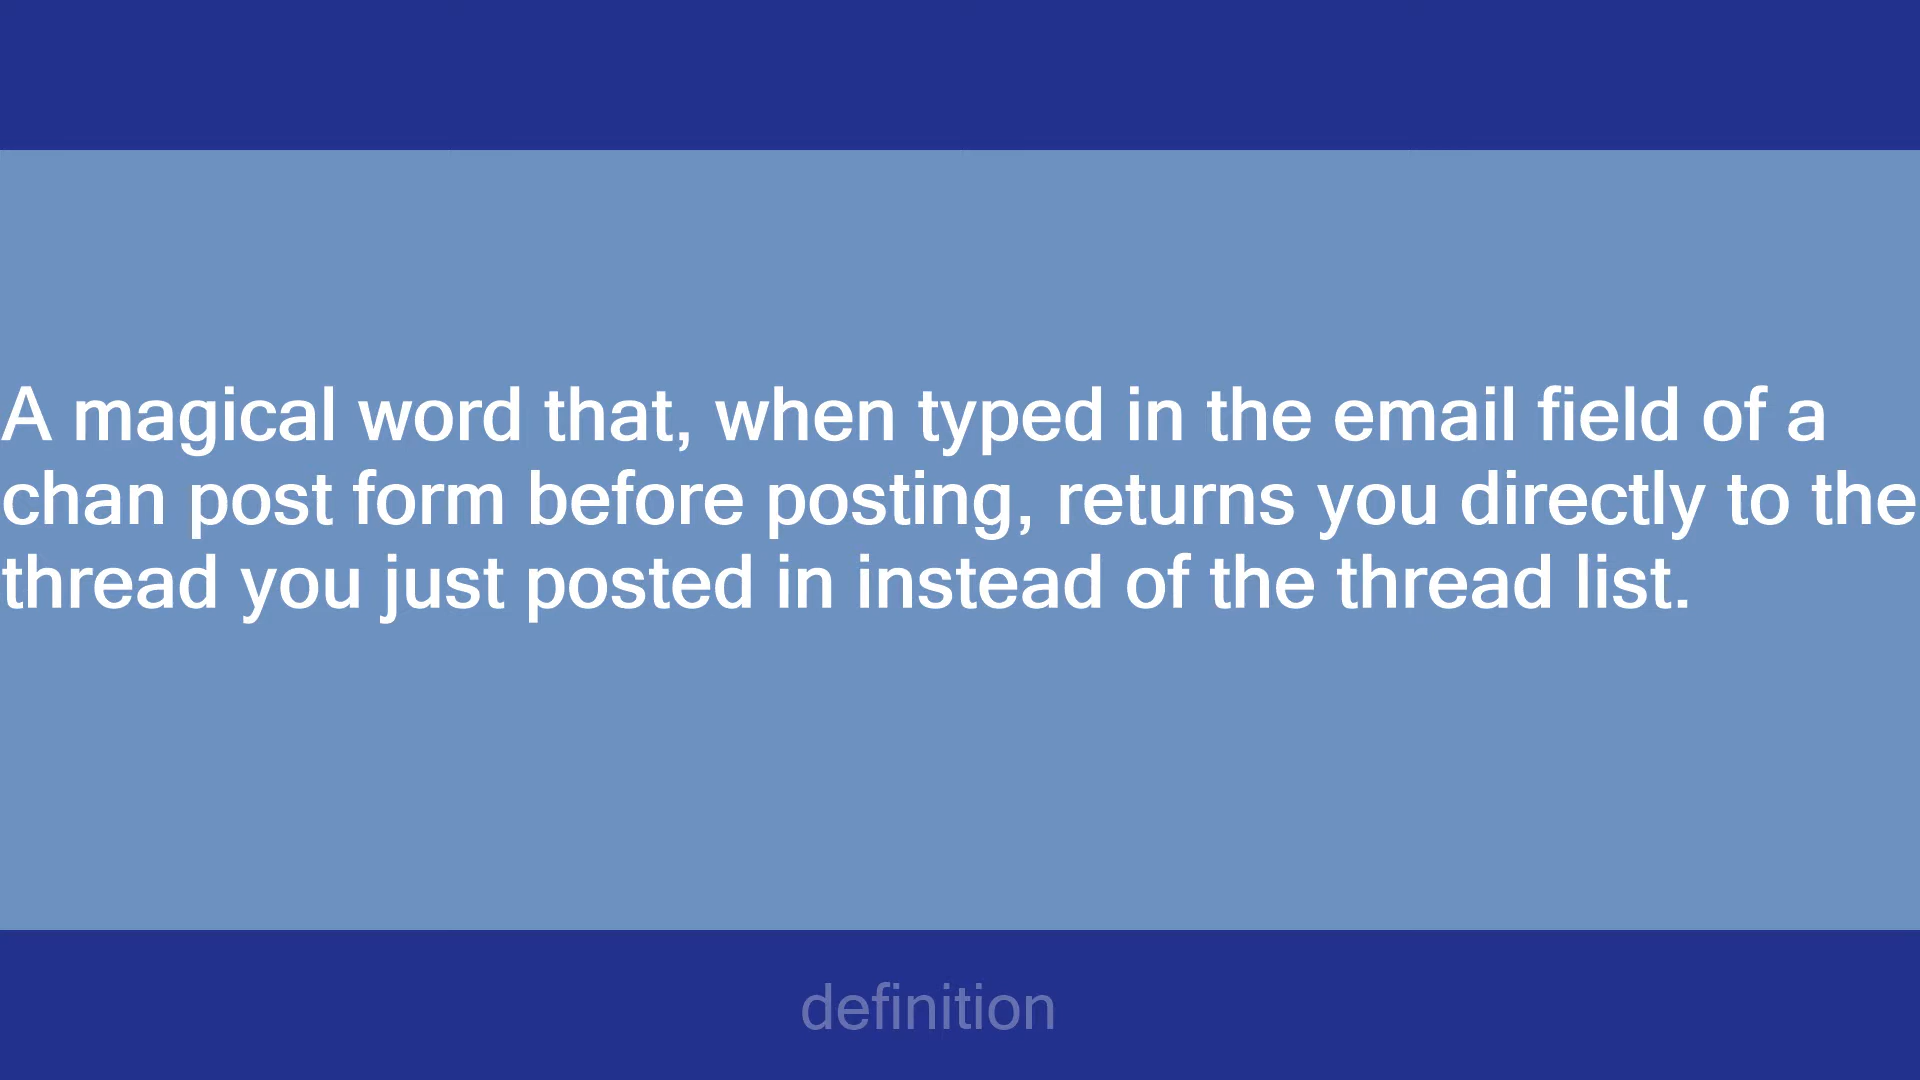 A magical word that, when typed in the email field of a
chan post form before posting, returns you directly to the
thread you just posted in instead of the thread list.
definition